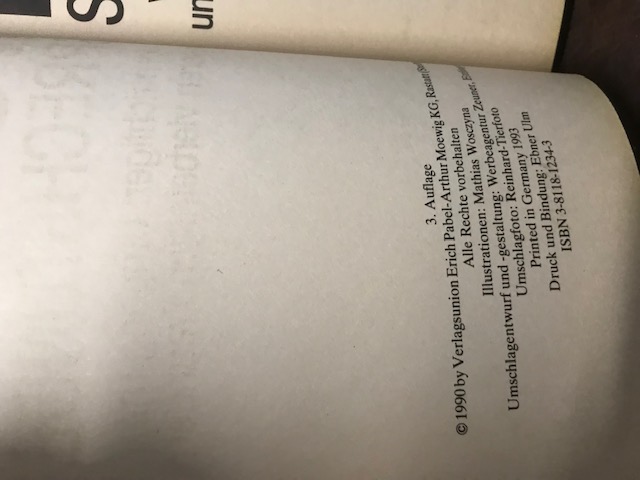 3. Auflage
© 1990 by Verlagsunion Erich Pabel-Arthur Moewig KG, Rastatt
Alle Rechte vorbehalten
Illustrationen: Mathias Wosczyna
Umschlagentwurf und -gestaltung: Werbeagentur Zeuner,
Umschlagfoto: Reinhard-Tierfoto
Printed in Germany 1993
Druck und Bindung: Ebner Ulm
ISBN 3-8118-1234-3